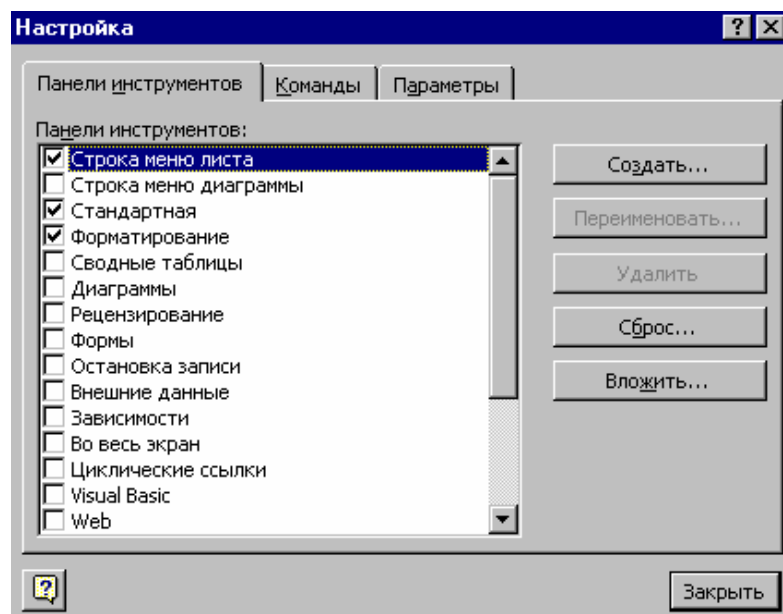 Настройка
Панели инструментов
Команды
Параметры
Панели инструментов:
Строка меню листа
Строка меню диаграммы
Стандартная
Форматирование
Сводные таблицы
Диаграммы
Рецензирование
Формы
Остановка записи
Внешние данные
Зависимости
Во весь экран
Циклические ссылки
Visual Basic
Web
Создать...
Переименовать...
Удалить
Сброс...
Вложить...
Закрыть